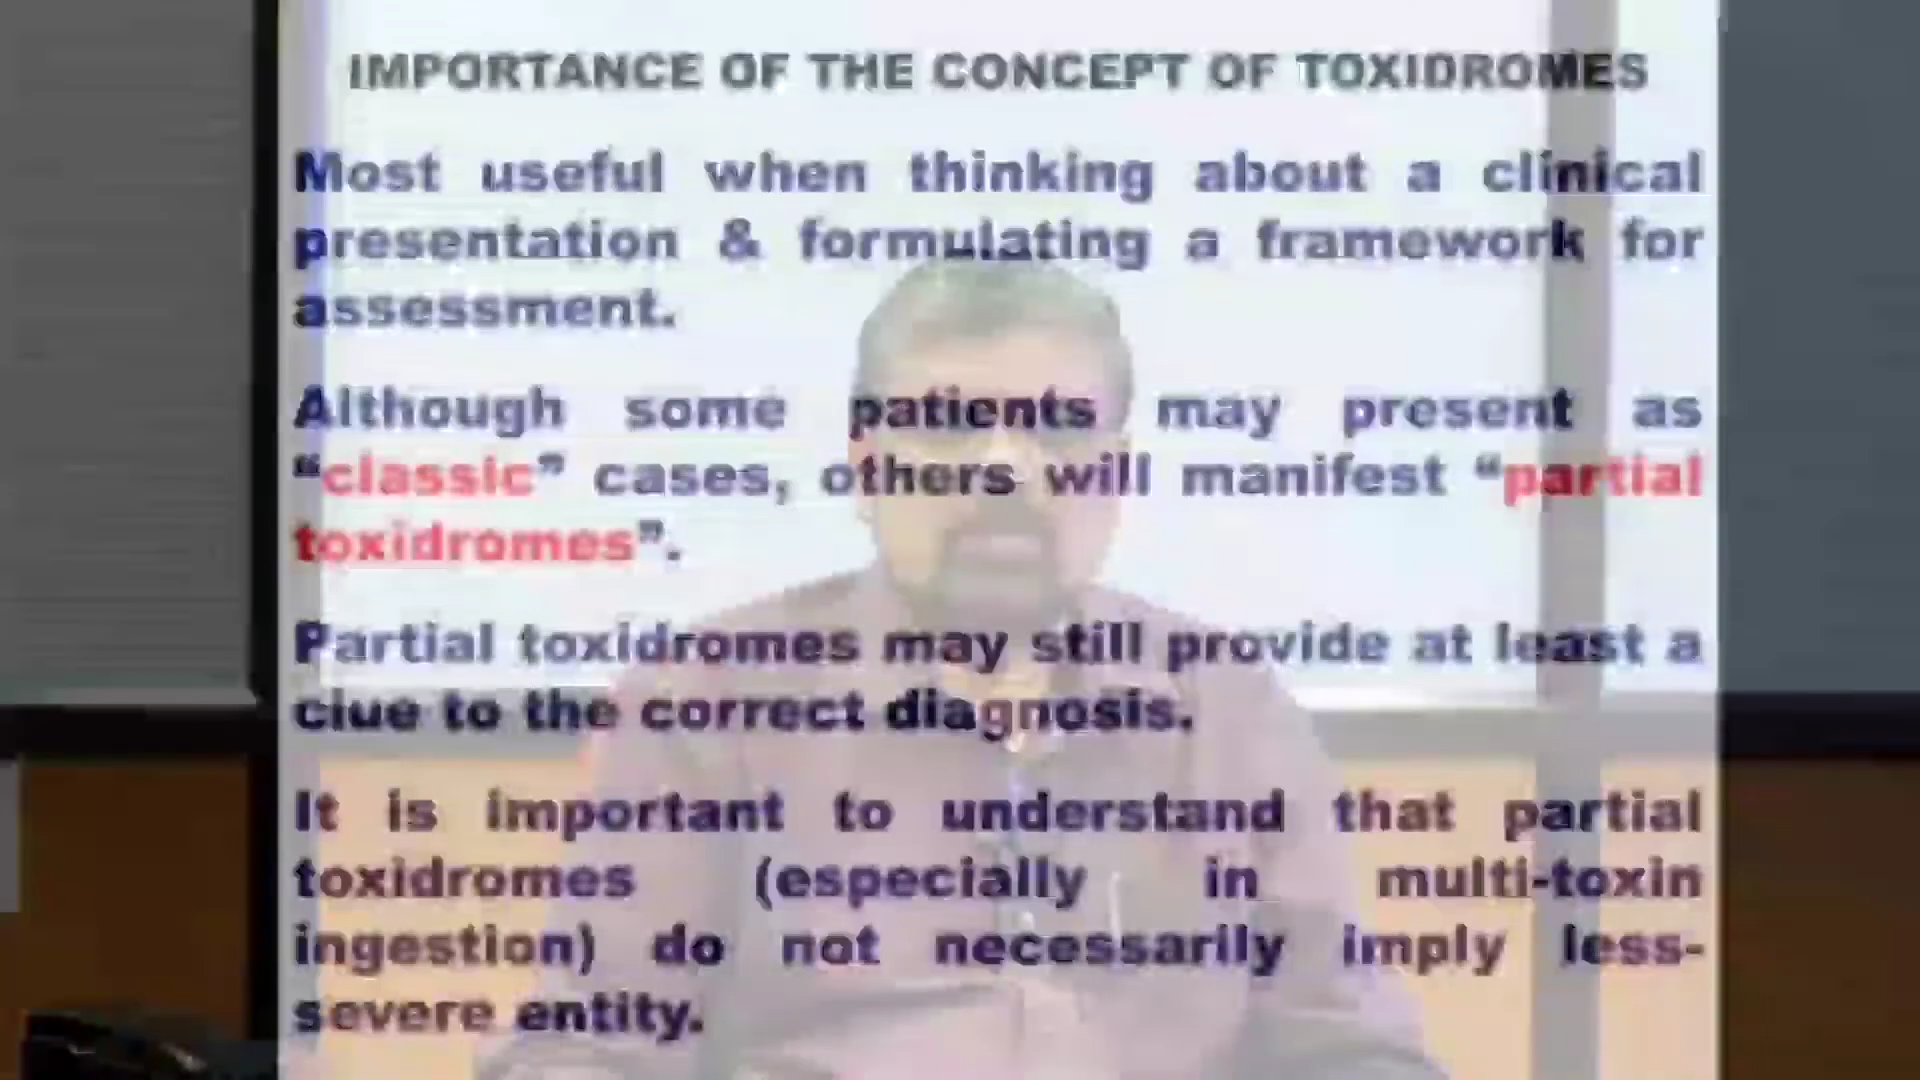 IMPORTANCE OF THE CONCEPT OF TOXIDROMES
Most useful when thinking about a clinical
presentation & formulating a framework for
assessment.
Although some patients may present as
“classic” cases, others will manifest “partial
toxidromes”.
Partial toxidromes may still provide at least a
clue to the correct diagnosis.
It is important to understand that partial
toxidromes (especially in multi-toxin
ingestion) do not necessarily imply less-
severe entity.